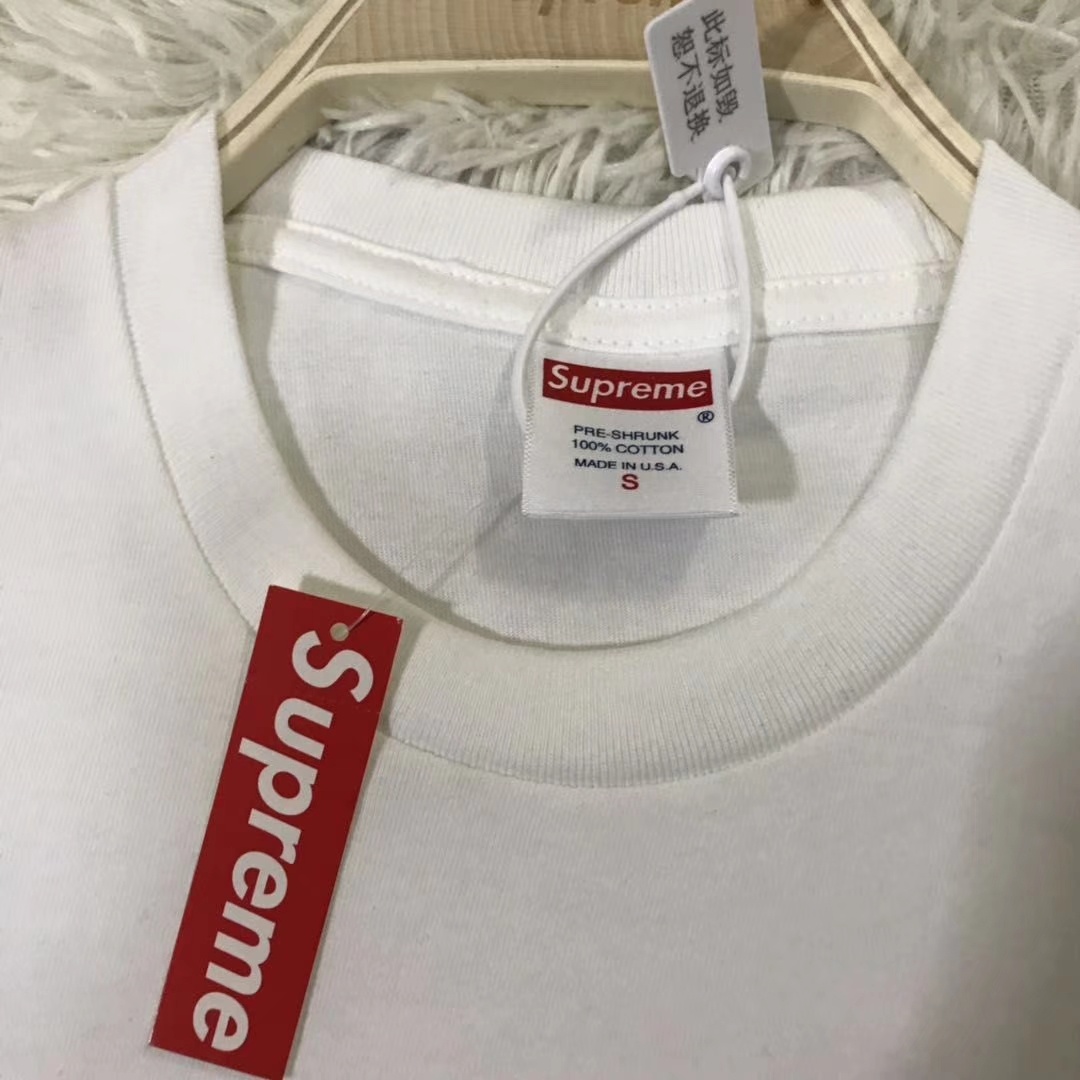 此标如毁
恕不退换
Supreme
®
PRE-SHRUNK
100% COTTON
MADE IN U.S.A.
S
Supreme